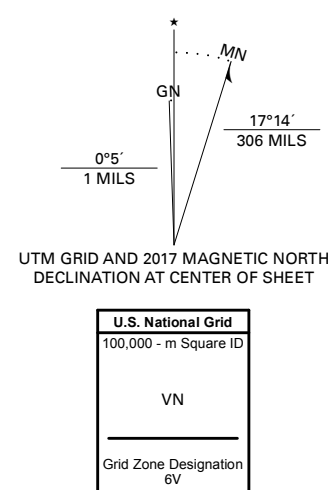 ★
MN
GN
17°14´
306 MILS
0°5´
1 MILS
UTM GRID AND 2017 MAGNETIC NORTH
DECLINATION AT CENTER OF SHEET
U.S. National Grid
100,000 - m Square ID
VN
Grid Zone Designation
6V